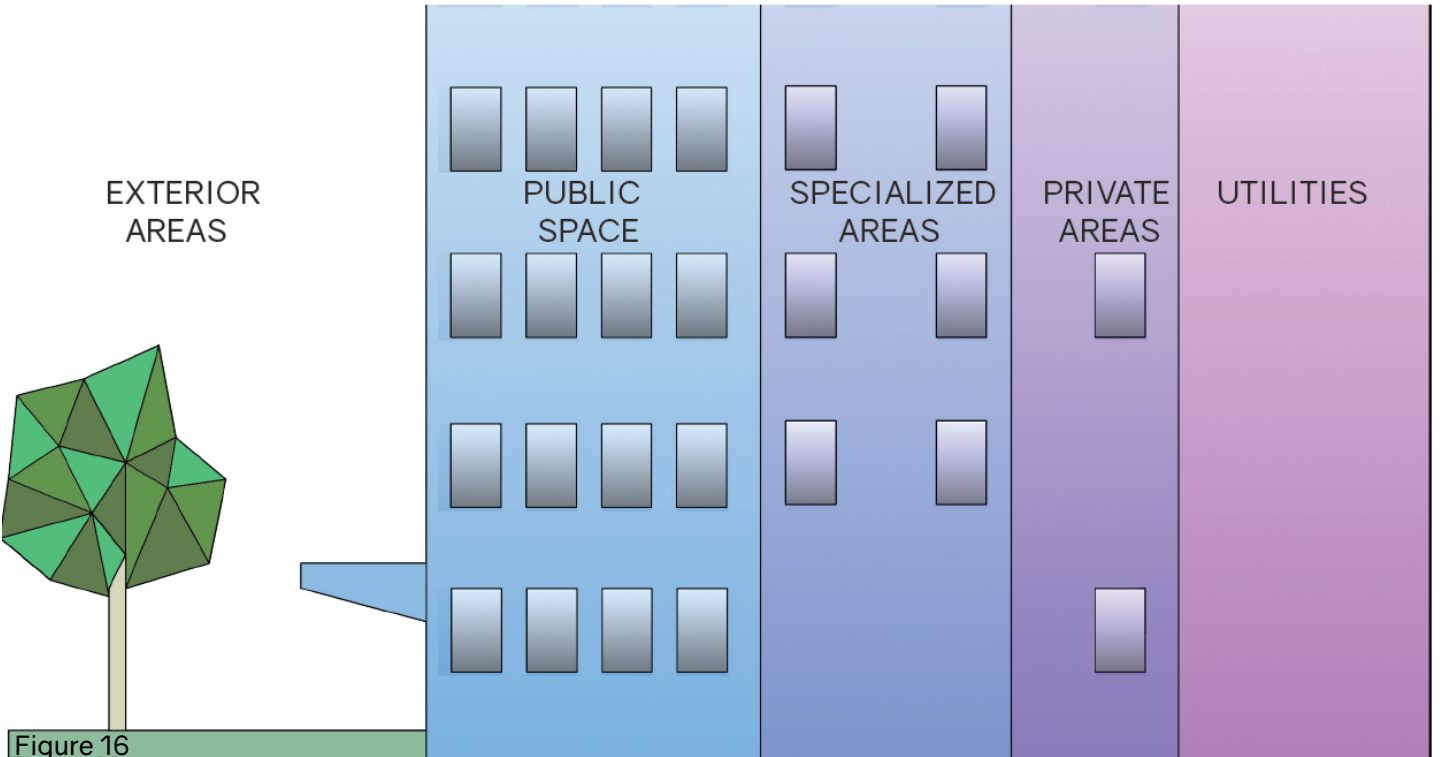 EXTERIOR
AREAS
PUBLIC
SPACE
SPECIALIZED
AREAS
PRIVATE
AREAS
UTILITIES
Figure 16